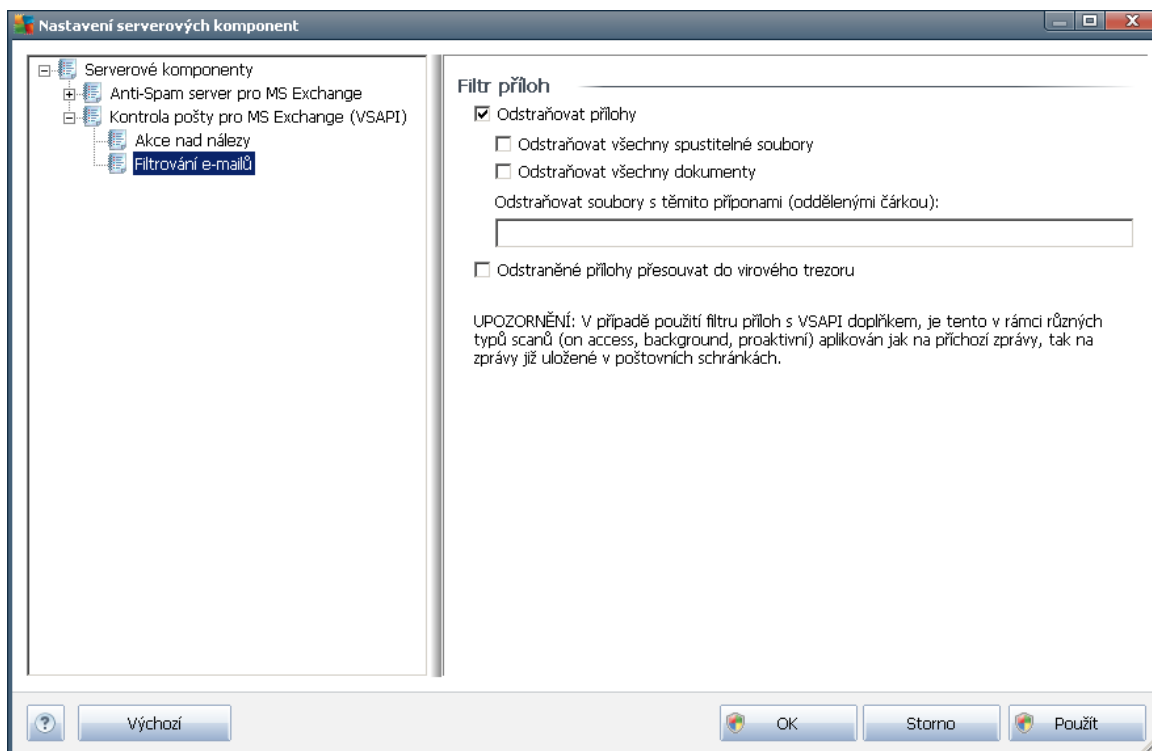 Nastavení serverových komponent
Serverové komponenty
Anti-Spam server pro MS Exchange
Kontrola pošty pro MS Exchange (VSAPI)
Akce nad nálezy
Filtrování e-mailů
Filtr příloh
Odstraňovat přílohy
Odstraňovat všechny spustitelné soubory
Odstraňovat všechny dokumenty
Odstraňovat soubory s těmito příponami (oddělenými čárkou):
Odstraněné přílohy přesouvat do virového trezoru
UPOZORNĚNÍ: V případě použití filtru příloh s VSAPI doplňkem, je tento v rámci různých
typů scanů (on access, background, proaktivní) aplikován jak na příchozí zprávy, tak na
zprávy již uložené v poštovních schránkách.
?
Výchozí
OK
Storno
Použít